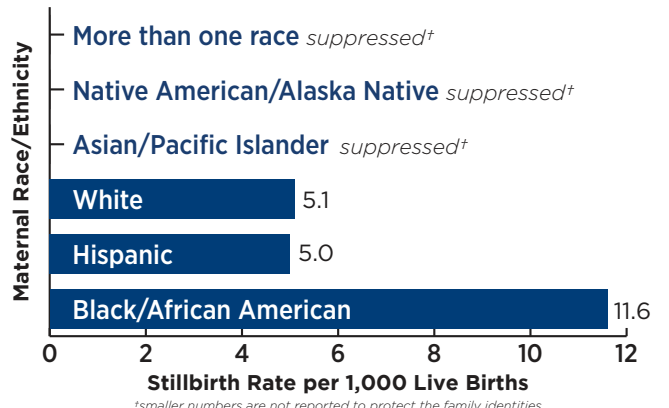 More than one race suppressed†
Native American/Alaska Native suppressed†
Asian/Pacific Islander suppressed†
White 5.1
Hispanic 5.0
Black/African American 11.6
Maternal Race/Ethnicity
0 2 4 6 8 10 12
Stillbirth Rate per 1,000 Live Births
†smaller numbers are not reported to protect the family identities